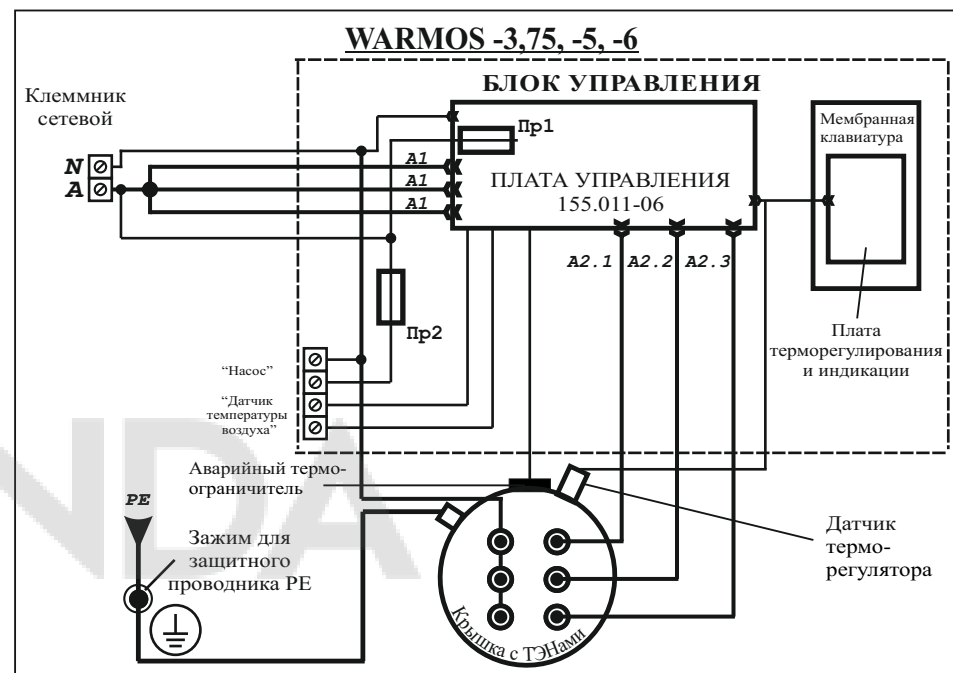 WARMOS -3,75, -5, -6
БЛОК УПРАВЛЕНИЯ
Клеммник
сетевой
N
A
Пр1
A1
A1
A1
ПЛАТА УПРАВЛЕНИЯ
155.011-06
Мембранная
клавиатура
A2.1
A2.2
A2.3
Пр2
Плата
терморегулирования
и индикации
“Насос”
“Датчик
температуры
воздуха”
Аварийный термо-
ограничитель
PE
Зажим для
защитного
проводника PE
Датчик
термо-
регулятора
Крышка с ТЭНами
NDA